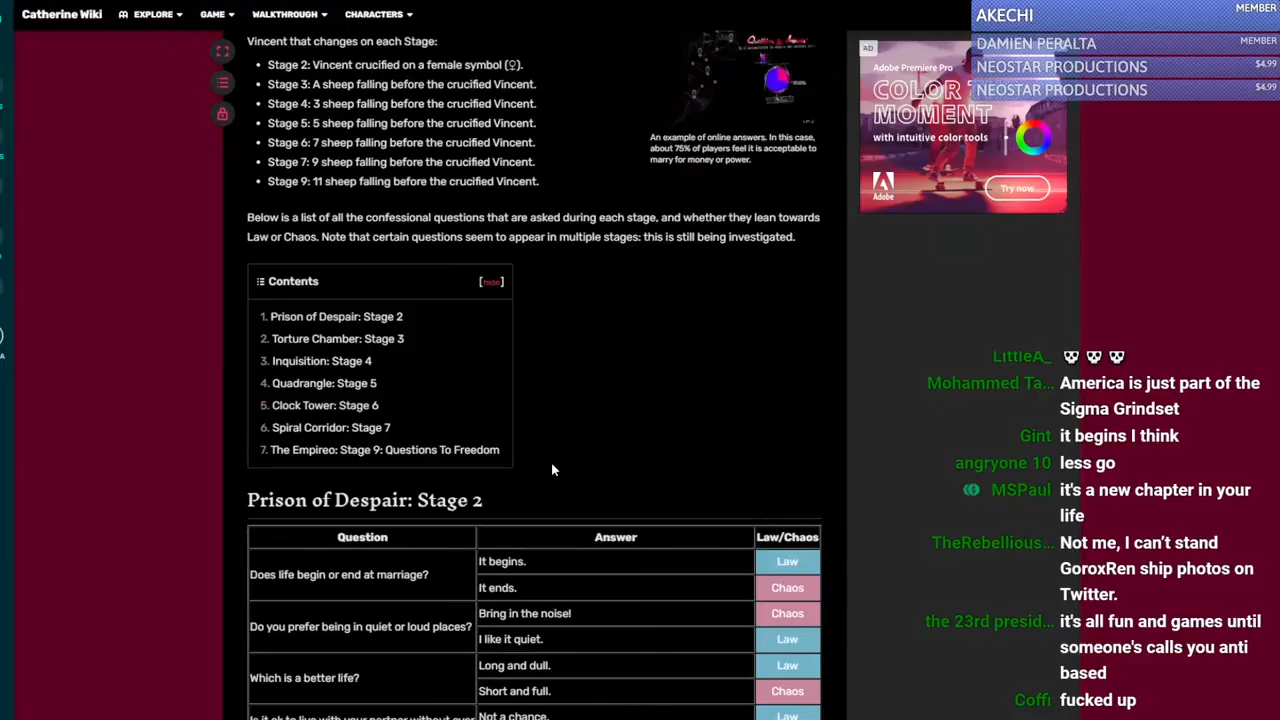 Catherine Wiki
EXPLORE
GAME
WALKTHROUGH
CHARACTERS
Vincent that changes on each Stage:
Stage 2: Vincent crucified on a female symbol (♀).
Stage 3: A sheep falling before the crucified Vincent.
Stage 4: 3 sheep falling before the crucified Vincent.
Stage 5: 5 sheep falling before the crucified Vincent.
Stage 6: 7 sheep falling before the crucified Vincent.
Stage 7: 9 sheep falling before the crucified Vincent.
Stage 9: 11 sheep falling before the crucified Vincent.
An example of online answers. In this case,
about 75% of players feel it is acceptable to
marry for money or power.
Below is a list of all the confessional questions that are asked during each stage, and whether they lean towards
Law or Chaos. Note that certain questions seem to appear in multiple stages: this is still being investigated.
Contents
[hide]
1. Prison of Despair: Stage 2
2. Torture Chamber: Stage 3
3. Inquisition: Stage 4
4. Quadrangle: Stage 5
5. Clock Tower: Stage 6
6. Spiral Corridor: Stage 7
7. The Empireo: Stage 9: Questions To Freedom
Prison of Despair: Stage 2
Question Answer Law/Chaos
Does life begin or end at marriage?
It begins. Law
It ends. Chaos
Do you prefer being in quiet or loud places?
Bring in the noise! Chaos
I like it quiet. Law
Which is a better life?
Long and dull. Law
Short and full. Chaos
Is it ok to live with your partner without ever
Not a chance. Law
AKECHI MEMBER
DAMIEN PERALTA MEMBER
NEOSTAR PRODUCTIONS $4.99
NEOSTAR PRODUCTIONS $4.99
AD
Adobe Premiere Pro
COLOR
MOMENT
with intuitive color tools
Adobe
Try now
LittleA_ 💀 💀 💀
Mohammed Ta... America is just part of the
Sigma Grindset
Gint it begins I think
angryone 10 less go
MSPaul it's a new chapter in your
life
TheRebellious... Not me, I can't stand
GoroxRen ship photos on
Twitter.
the 23rd presid... it's all fun and games until
someone's calls you anti
based
Coffi fucked up